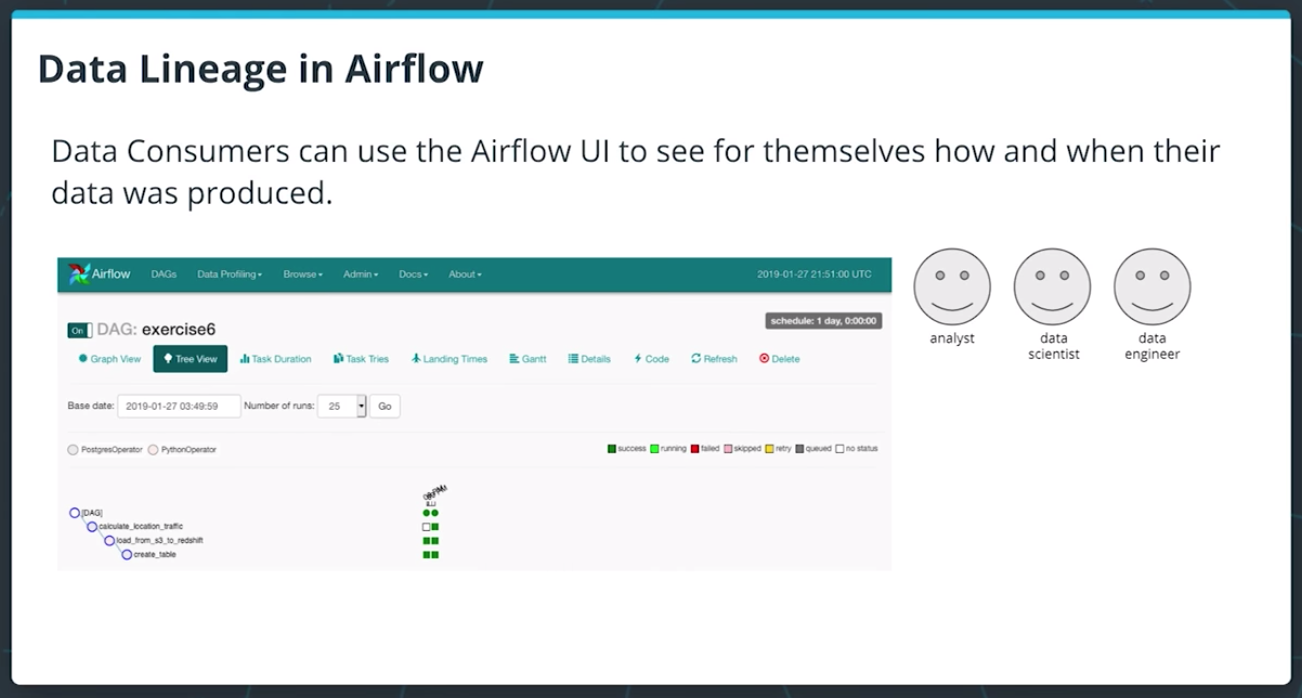 Data Lineage in Airflow
Data Consumers can use the Airflow UI to see for themselves how and when their
data was produced.
Airflow DAGs Data Profiling Browse Admin Docs About 2019-01-27 21:51:00 UTC
On DAG: exercise6 schedule: 1 day, 0:00:00
Graph View Tree View Task Duration Task Tries Landing Times Gantt Details Code Refresh Delete
Base date: 2019-01-27 03:49:59 Number of runs: 25 Go
PostgresOperator PythonOperator success running failed skipped retry queued no status
[DAG]
calculate_location_traffic
load_from_s3_to_redshift
create_table
analyst
data
scientist
data
engineer